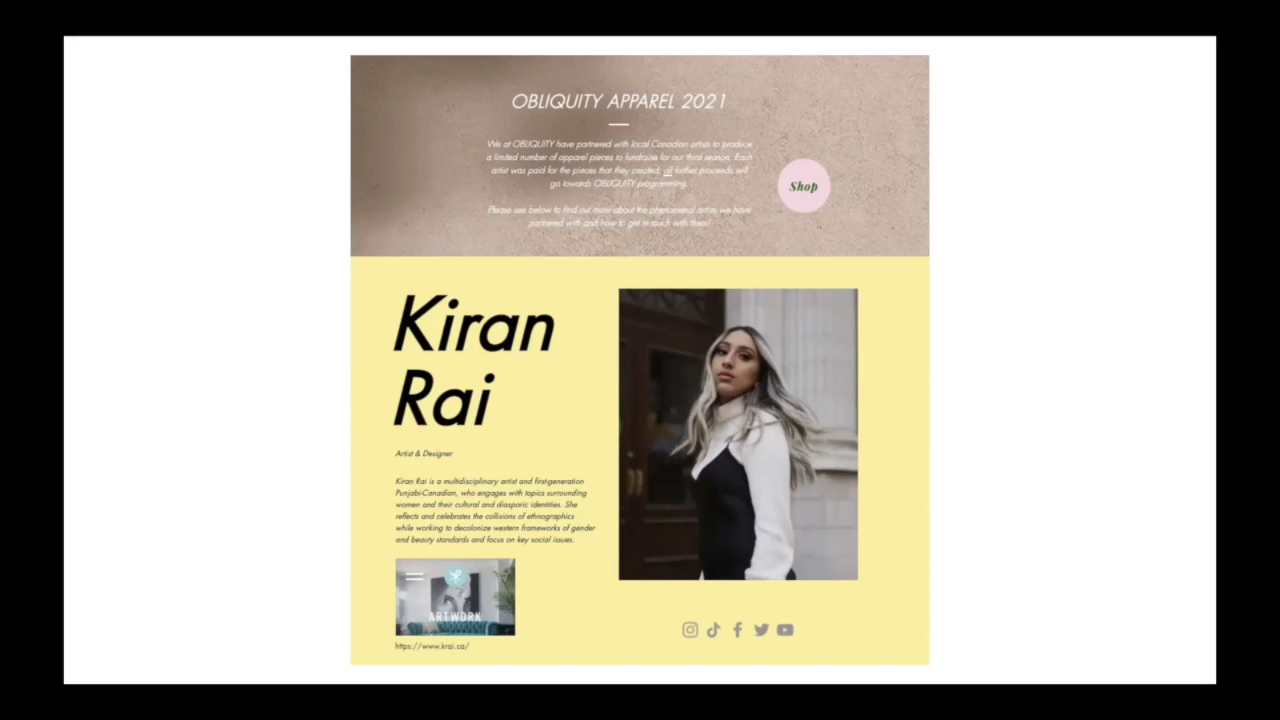 OBLIQUITY APPAREL 2021
We at OBLIQUITY have partnered with local Canadian artists to produce
a limited number of apparel pieces to fundraise for our third season. Each
artist was paid for the pieces that they created, all further proceeds will
go towards OBLIQUITY programming.
Please see below to find out more about the phenomenal artists we have
partnered with and how to get in touch with them!
Shop
Kiran
Rai
Artist & Designer
Kiran Rai is a multidisciplinary artist and first-generation
Punjabi-Canadian, who engages with topics surrounding
women and their cultural and diasporic identities. She
reflects and celebrates the collisions of ethnographics
while working to decolonize western frameworks of gender
and beauty standards and focus on key social issues.
ARTWORK
https://www.krai.ca/